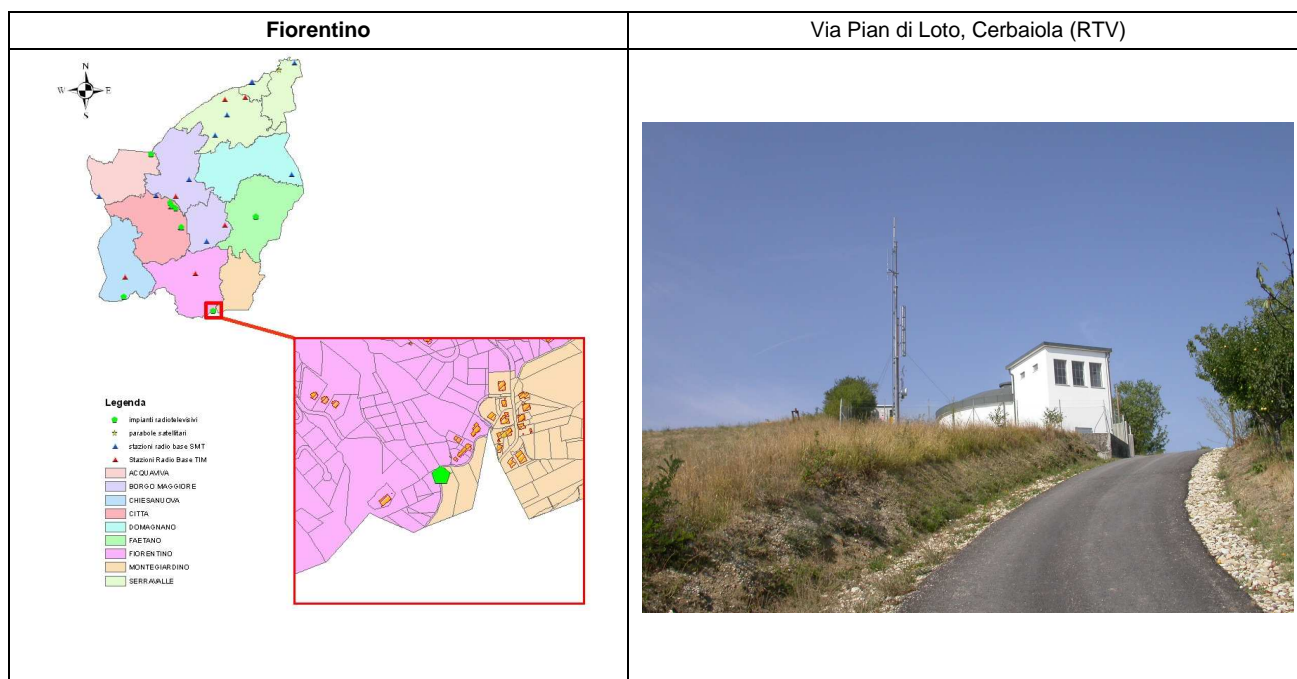 Fiorentino
Via Pian di Loto, Cerbaiola (RTV)
N
W E
S
Legenda
impianti radiotelevisivi
parabole satellitari
stazioni radio base SMT
Stazioni Radio Base TIM
ACQUAVIVA
BORGO MAGGIORE
CHIESANUOVA
CITTA
DOMAGNANO
FAETANO
FIORENTINO
MONTEGIARDINO
SERRAVALLE